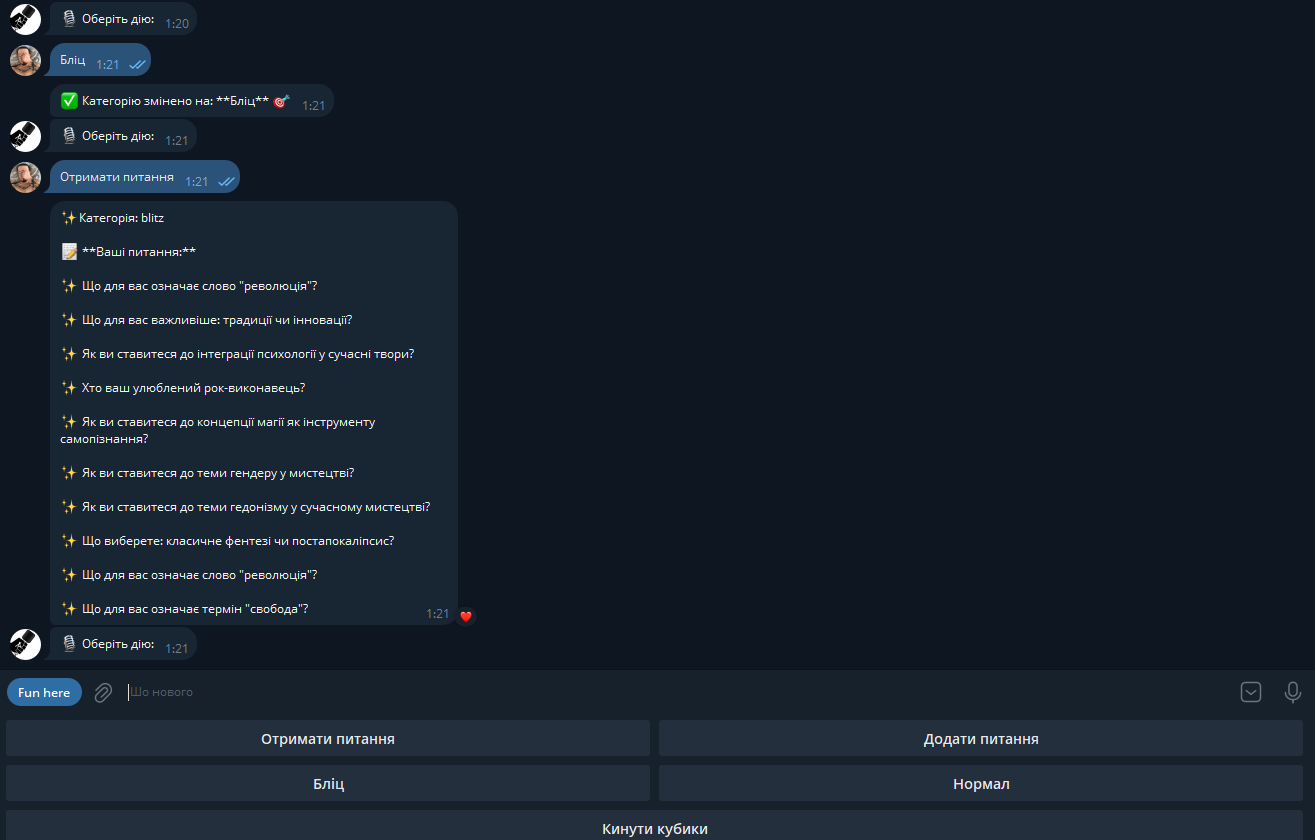 Оберіть дію: 1:20
Бліц 1:21
Категорію змінено на: **Бліц** 1:21
Оберіть дію: 1:21
Отримати питання 1:21
Категорія: blitz
**Ваші питання:**
Що для вас означає слово "революція"?
Що для вас важливіше: традиції чи інновації?
Як ви ставитеся до інтеграції психології у сучасні твори?
Хто ваш улюблений рок-виконавець?
Як ви ставитеся до концепції магії як інструменту
самопізнання?
Як ви ставитеся до теми гендеру у мистецтві?
Як ви ставитеся до теми гедонізму у сучасному мистецтві?
Що виберете: класичне фентезі чи постапокаліпсис?
Що для вас означає слово "революція"?
Що для вас означає термін "свобода"? 1:21
Оберіть дію: 1:21
Fun here Шо нового
Отримати питання Додати питання
Бліц Нормал
Кинути кубики